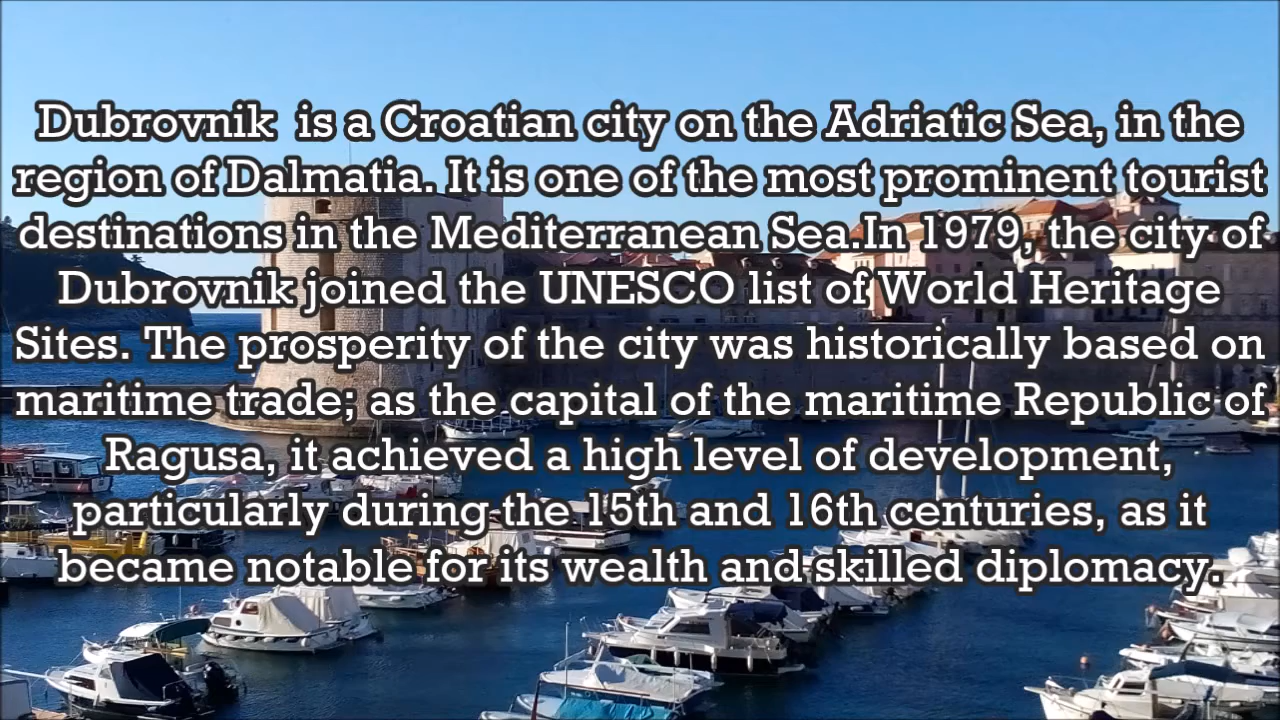 Dubrovnik  is a Croatian city on the Adriatic Sea, in the
region of Dalmatia. It is one of the most prominent tourist
destinations in the Mediterranean Sea.In 1979, the city of
Dubrovnik joined the UNESCO list of World Heritage
Sites. The prosperity of the city was historically based on
maritime trade; as the capital of the maritime Republic of
Ragusa, it achieved a high level of development,
particularly during the 15th and 16th centuries, as it
became notable for its wealth and skilled diplomacy.